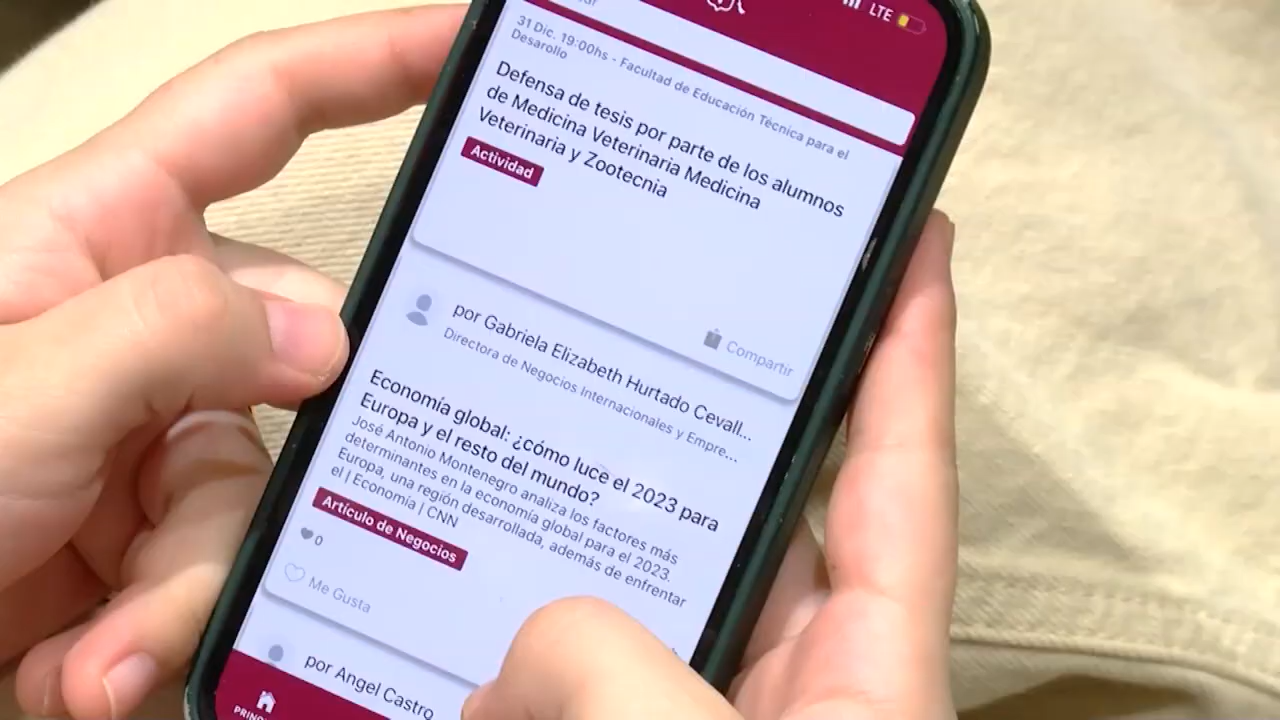 LTE
31 Dic. 19:00hs - Facultad de Educación Técnica para el
Desarollo
Defensa de tesis por parte de los alumnos
de Medicina Veterinaria Medicina
Veterinaria y Zootecnia
Actividad
Compartir
por Gabriela Elizabeth Hurtado Cevall...
Directora de Negocios Internacionales y Empre...
Economía global: ¿cómo luce el 2023 para
Europa y el resto del mundo?
José Antonio Montenegro analiza los factores más
determinantes en la economía global para el 2023.
Europa, una región desarrollada, además de enfrentar
el | Economía | CNN
Artículo de Negocios
0
Me Gusta
por Angel Castro